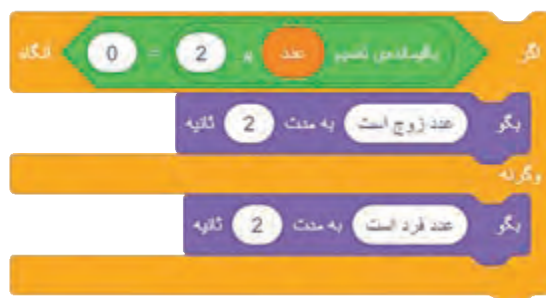 اگر باقیمانده‌ی تقسیم عدد بر 2 = 0 آنگاه
بگو عدد زوج است به مدت 2 ثانیه
وگرنه
بگو عدد فرد است به مدت 2 ثانیه